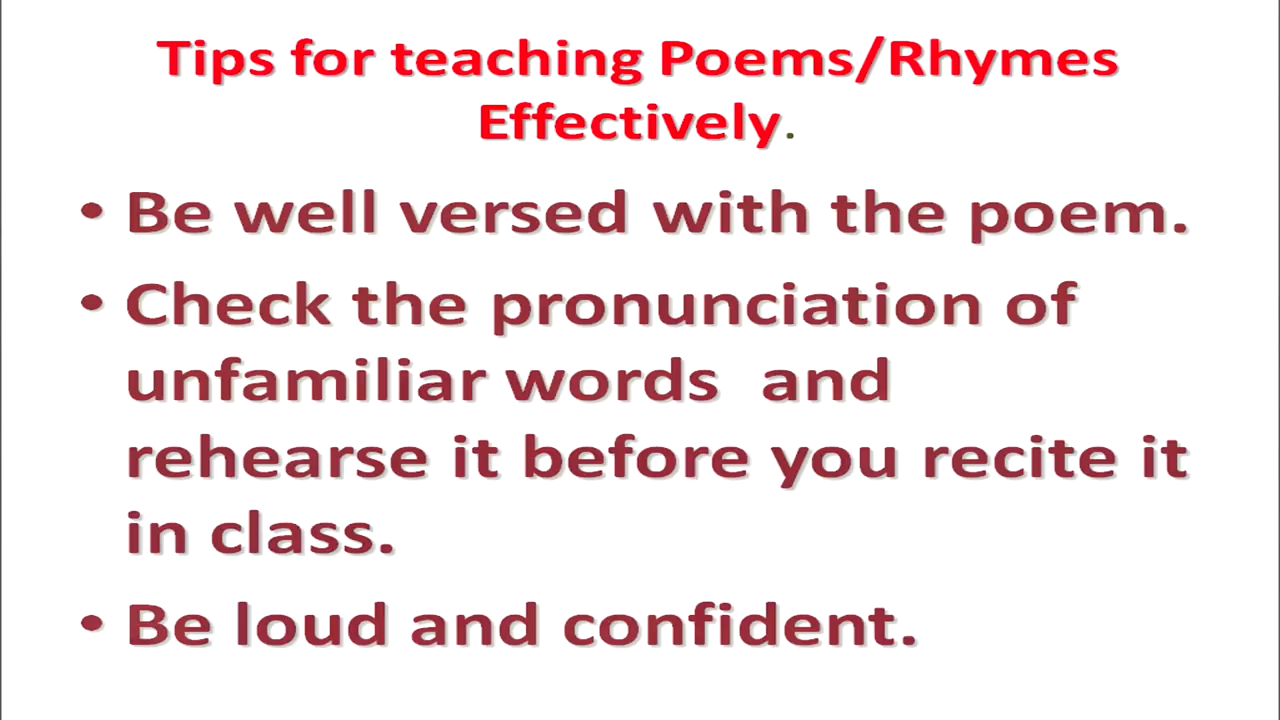 Tips for teaching Poems/Rhymes
Effectively.
• Be well versed with the poem.
• Check the pronunciation of
unfamiliar words  and
rehearse it before you recite it
in class.
• Be loud and confident.